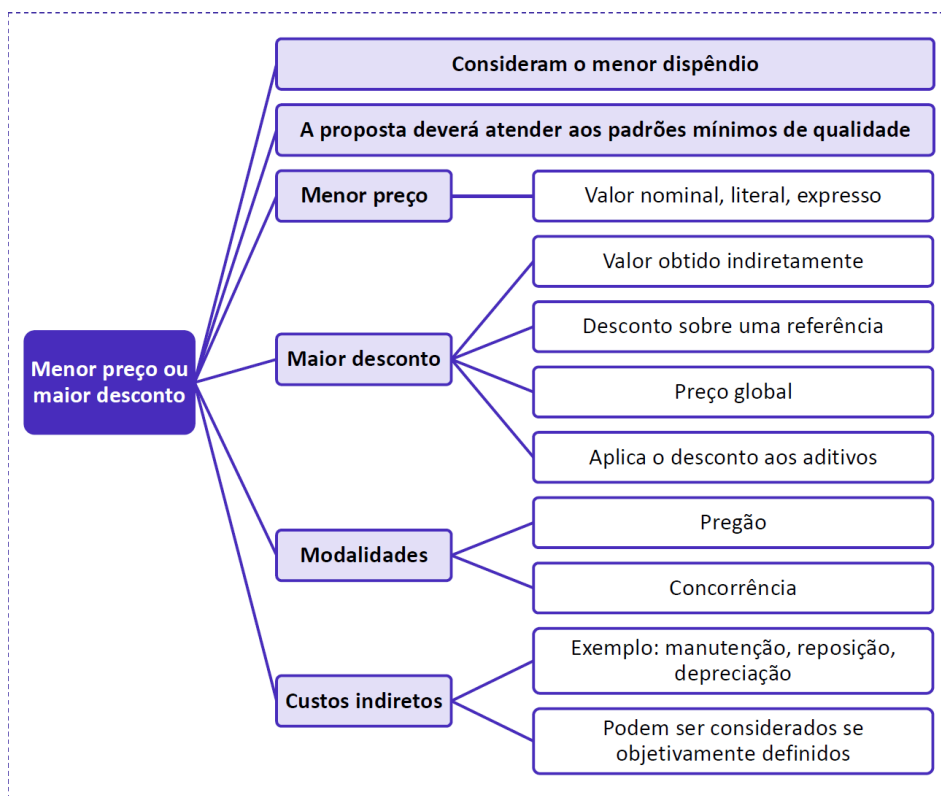 Consideram o menor dispêndio
A proposta deverá atender aos padrões mínimos de qualidade
Menor preço
Valor nominal, literal, expresso
Valor obtido indiretamente
Desconto sobre uma referência
Menor preço ou
maior desconto
Maior desconto
Preço global
Aplica o desconto aos aditivos
Pregão
Modalidades
Concorrência
Exemplo: manutenção, reposição,
depreciação
Custos indiretos
Podem ser considerados se
objetivamente definidos